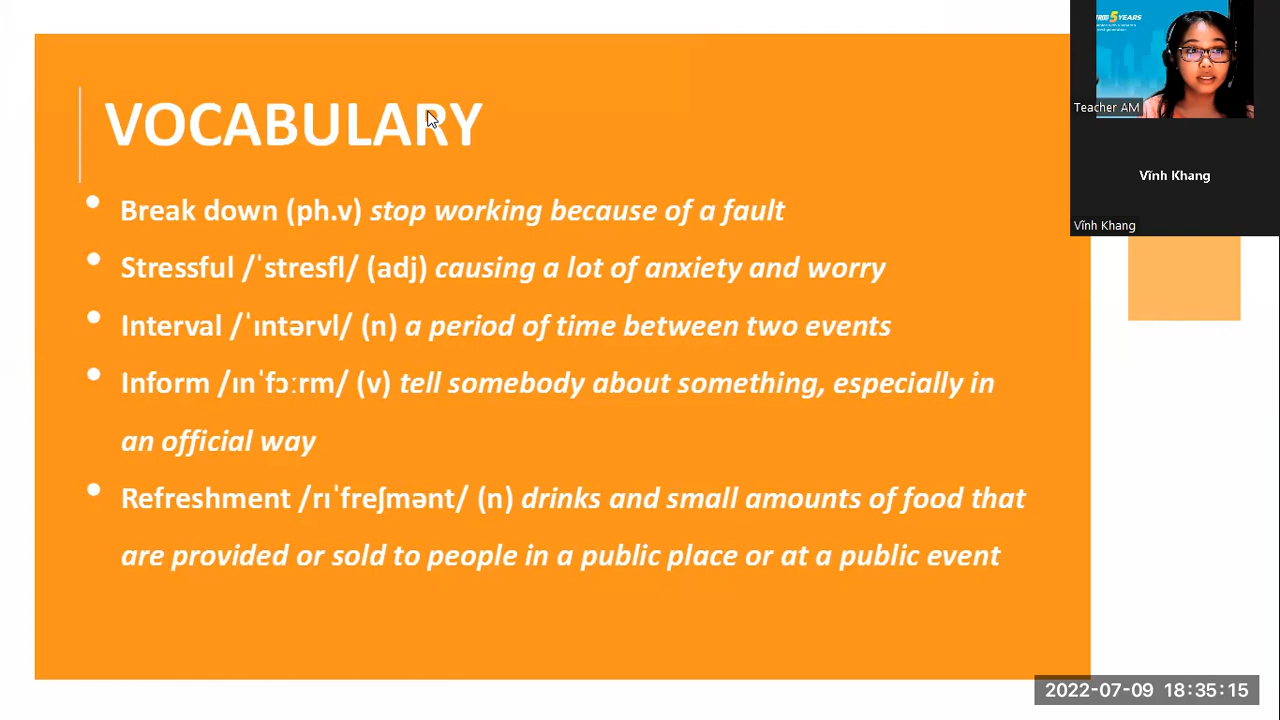 VOCABULARY
Break down (ph.v) stop working because of a fault
Stressful /ˈstresfl/ (adj) causing a lot of anxiety and worry
Interval /ˈɪntərvl/ (n) a period of time between two events
Inform /ɪnˈfɔːrm/ (v) tell somebody about something, especially in
an official way
Refreshment /rɪˈfreʃmənt/ (n) drinks and small amounts of food that
are provided or sold to people in a public place or at a public event
5 YEARS
Teacher AM
Vĩnh Khang
Vĩnh Khang
2022-07-09 18:35:15